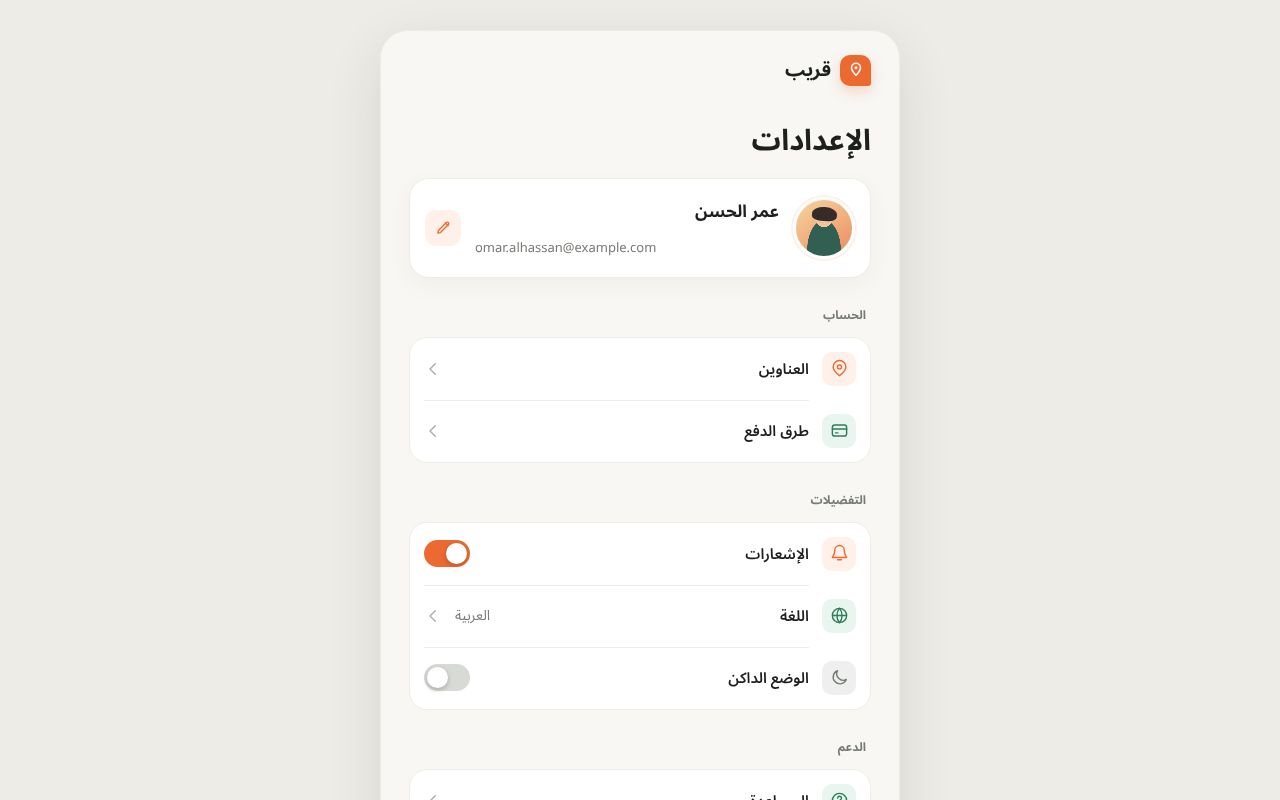 قريب
الإعدادات
عمر الحسن
omar.alhassan@example.com
الحساب
العناوين
طرق الدفع
التفضيلات
الإشعارات
اللغة العربية
الوضع الداكن
الدعم